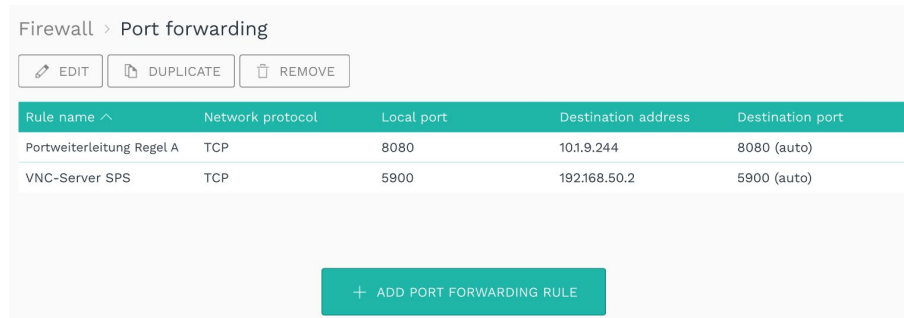 Firewall > Port forwarding
EDIT DUPLICATE REMOVE
Rule name Network protocol Local port Destination address Destination port
Portweiterleitung Regel A TCP 8080 10.1.9.244 8080 (auto)
VNC-Server SPS TCP 5900 192.168.50.2 5900 (auto)
+ ADD PORT FORWARDING RULE